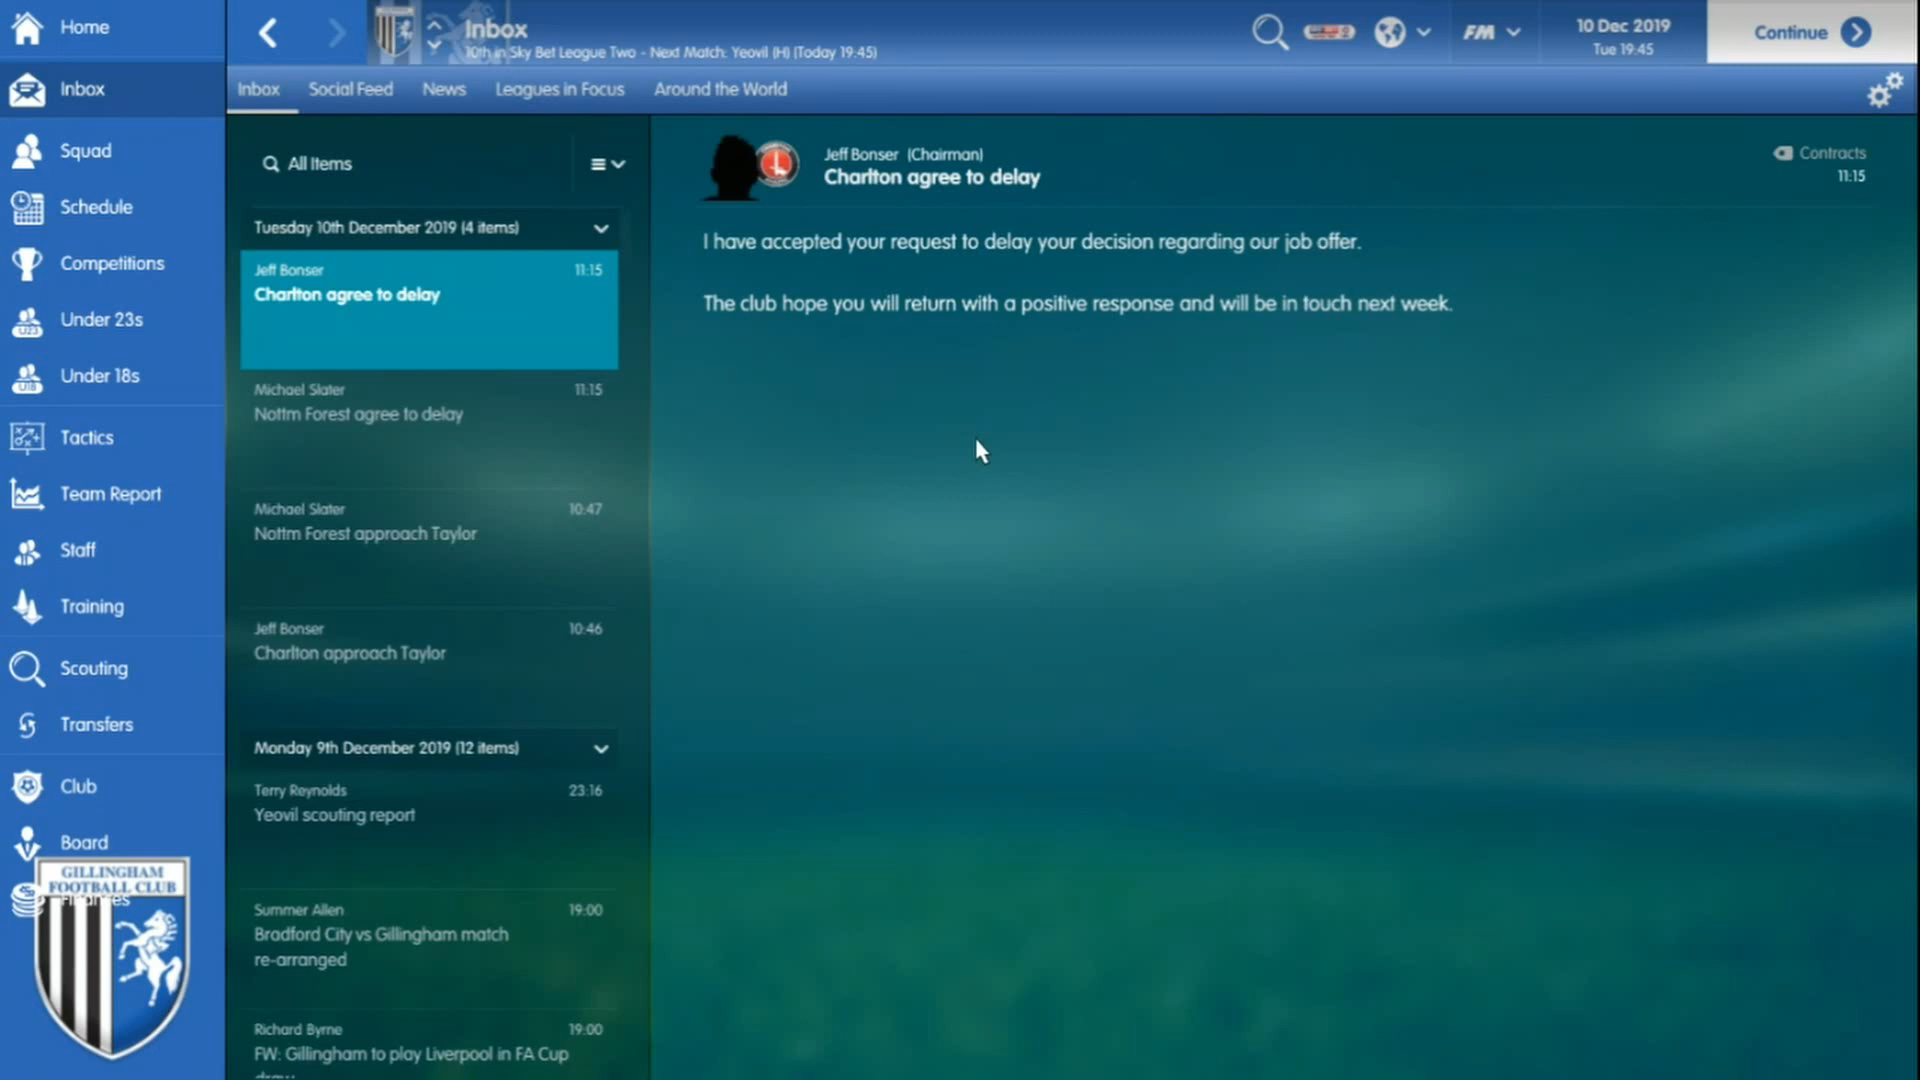 Home
Inbox
Squad
Schedule
Competitions
Under 23s
Under 18s
Tactics
Team Report
Staff
Training
Scouting
Transfers
Club
Board
Finances
GILLINGHAM
FOOTBALL CLUB
Inbox
10th in Sky Bet League Two - Next Match: Yeovil (H) (Today 19:45)
FM
10 Dec 2019
Tue 19:45
Continue
Inbox Social Feed News Leagues in Focus Around the World
All Items
Tuesday 10th December 2019 (4 items)
Jeff Bonser 11:15
Charlton agree to delay
Michael Slater 11:15
Nottm Forest agree to delay
Michael Slater 10:47
Nottm Forest approach Taylor
Jeff Bonser 10:46
Charlton approach Taylor
Monday 9th December 2019 (12 items)
Terry Reynolds 23:16
Yeovil scouting report
Summer Allen 19:00
Bradford City vs Gillingham match
re-arranged
Richard Byrne 19:00
FW: Gillingham to play Liverpool in FA Cup
draw
Jeff Bonser (Chairman)
Charlton agree to delay
Contracts
11:15
I have accepted your request to delay your decision regarding our job offer.
The club hope you will return with a positive response and will be in touch next week.